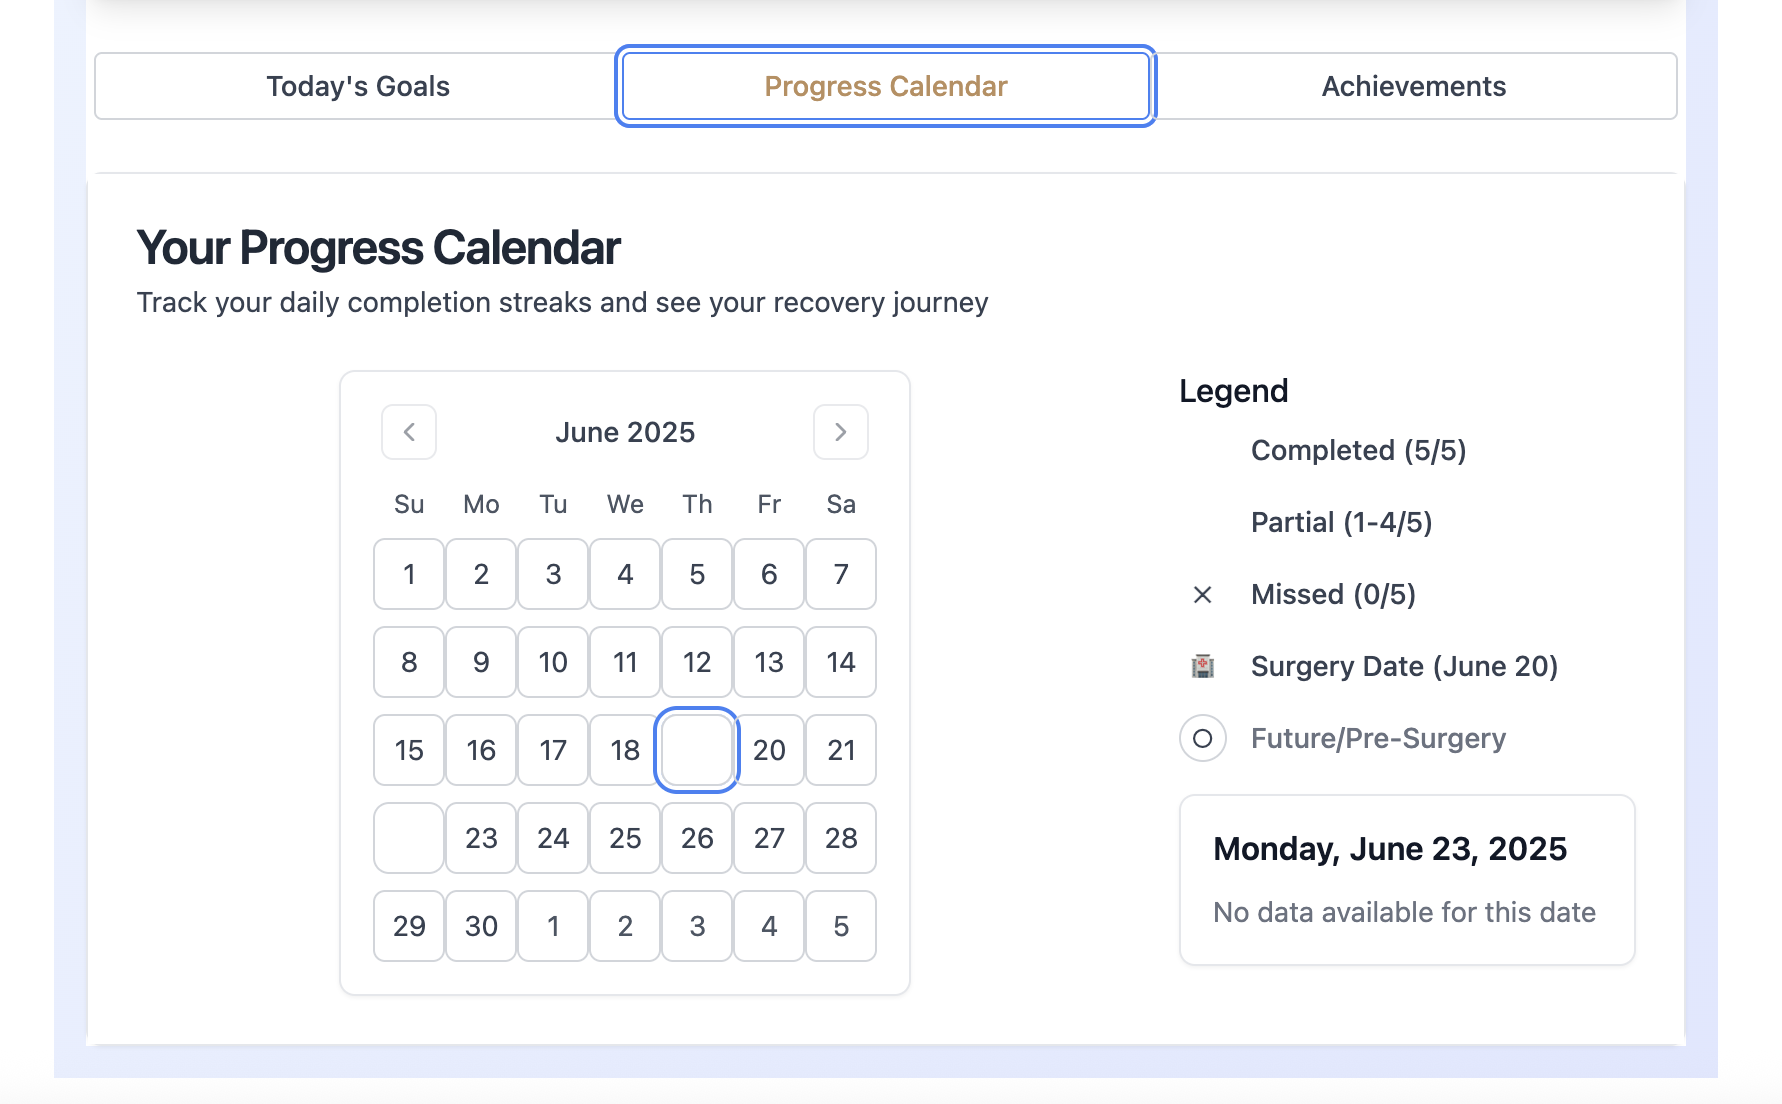 Today's Goals
Progress Calendar
Achievements
Your Progress Calendar
Track your daily completion streaks and see your recovery journey
June 2025
Su Mo Tu We Th Fr Sa
1 2 3 4 5 6 7
8 9 10 11 12 13 14
15 16 17 18 20 21
23 24 25 26 27 28
29 30 1 2 3 4 5
Legend
Completed (5/5)
Partial (1-4/5)
Missed (0/5)
Surgery Date (June 20)
Future/Pre-Surgery
Monday, June 23, 2025
No data available for this date